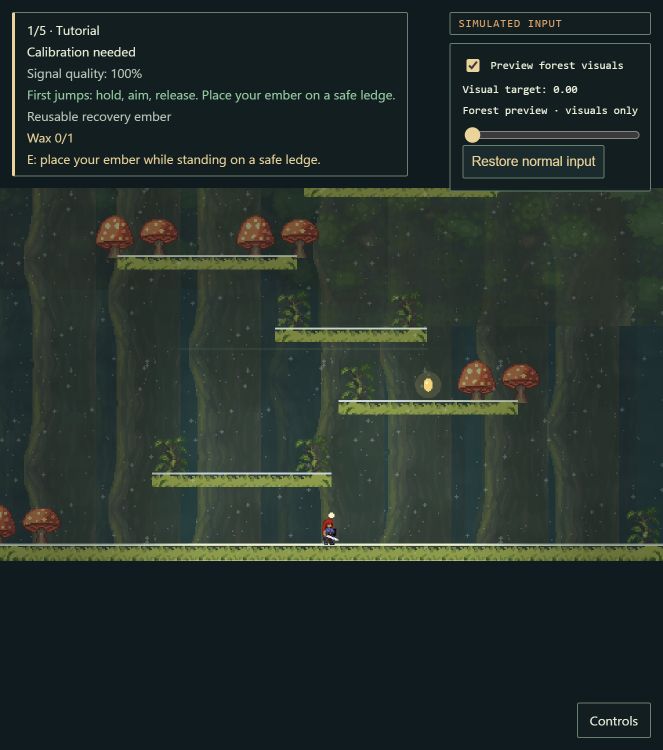 1/5 · Tutorial
Calibration needed
Signal quality: 100%
First jumps: hold, aim, release. Place your ember on a safe ledge.
Reusable recovery ember
Wax 0/1
E: place your ember while standing on a safe ledge.
SIMULATED INPUT
Preview forest visuals
Visual target: 0.00
Forest preview · visuals only
Restore normal input
Controls